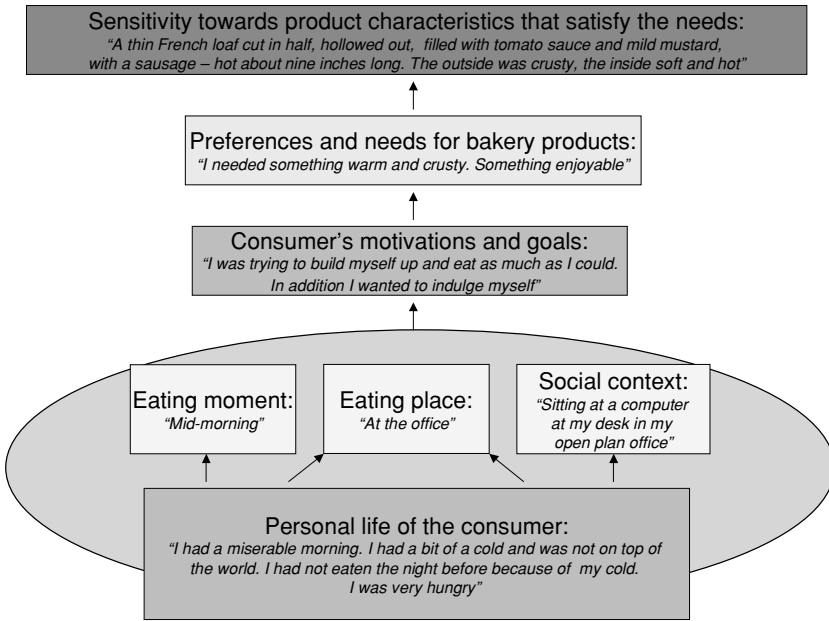 Sensitivity towards product characteristics that satisfy the needs:
“A thin French loaf cut in half, hollowed out, filled with tomato sauce and mild mustard,
with a sausage – hot about nine inches long. The outside was crusty, the inside soft and hot”
Preferences and needs for bakery products:
“I needed something warm and crusty. Something enjoyable”
Consumer’s motivations and goals:
“I was trying to build myself up and eat as much as I could.
In addition I wanted to indulge myself”
Eating moment:
“Mid-morning”
Eating place:
“At the office”
Social context:
“Sitting at a computer
at my desk in my
open plan office”
Personal life of the consumer:
“I had a miserable morning. I had a bit of a cold and was not on top of
the world. I had not eaten the night before because of my cold.
I was very hungry”